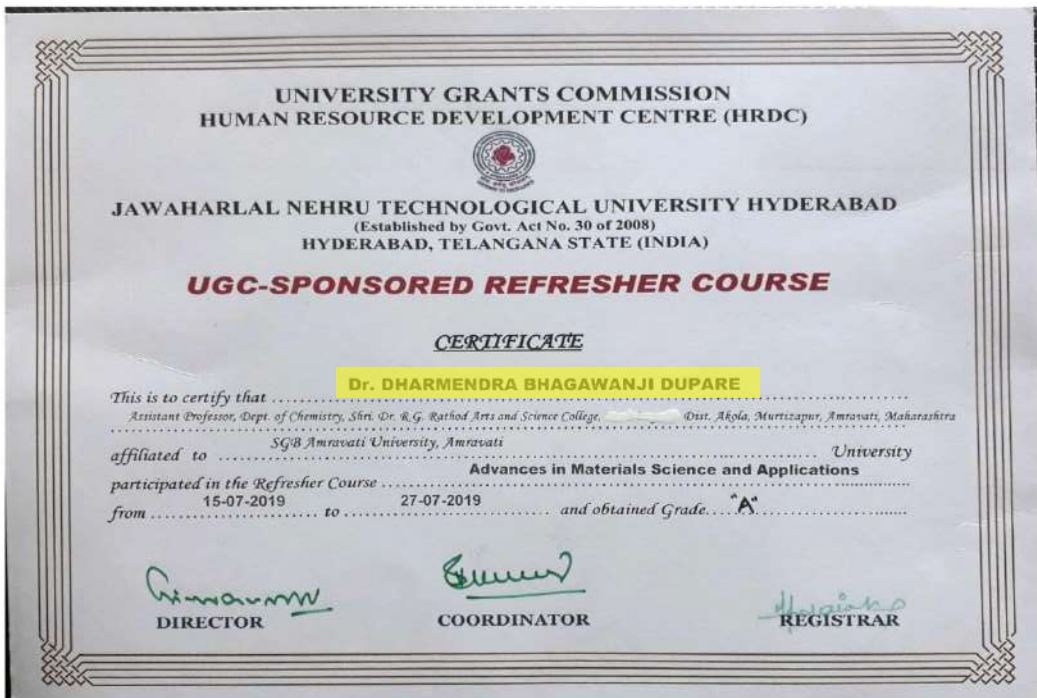 UNIVERSITY GRANTS COMMISSION
HUMAN RESOURCE DEVELOPMENT CENTRE (HRDC)
JAWAHARLAL NEHRU TECHNOLOGICAL UNIVERSITY HYDERABAD
(Established by Govt. Act No. 30 of 2008)
HYDERABAD, TELANGANA STATE (INDIA)
UGC-SPONSORED REFRESHER COURSE
CERTIFICATE
This is to certify that ........ Dr. DHARMENDRA BHAGAWANJI DUPARE
Assistant Professor, Dept. of Chemistry, Shri. Dr. R.G. Rathod Arts and Science College, Dist. Akola, Murtizapur, Amravati, Maharashtra
affiliated to ........ SGB Amravati University, Amravati ........ University
participated in the Refresher Course ........ Advances in Materials Science and Applications
from ........ 15-07-2019 ........ to ........ 27-07-2019 ........ and obtained Grade.... "A" ........
DIRECTOR COORDINATOR REGISTRAR